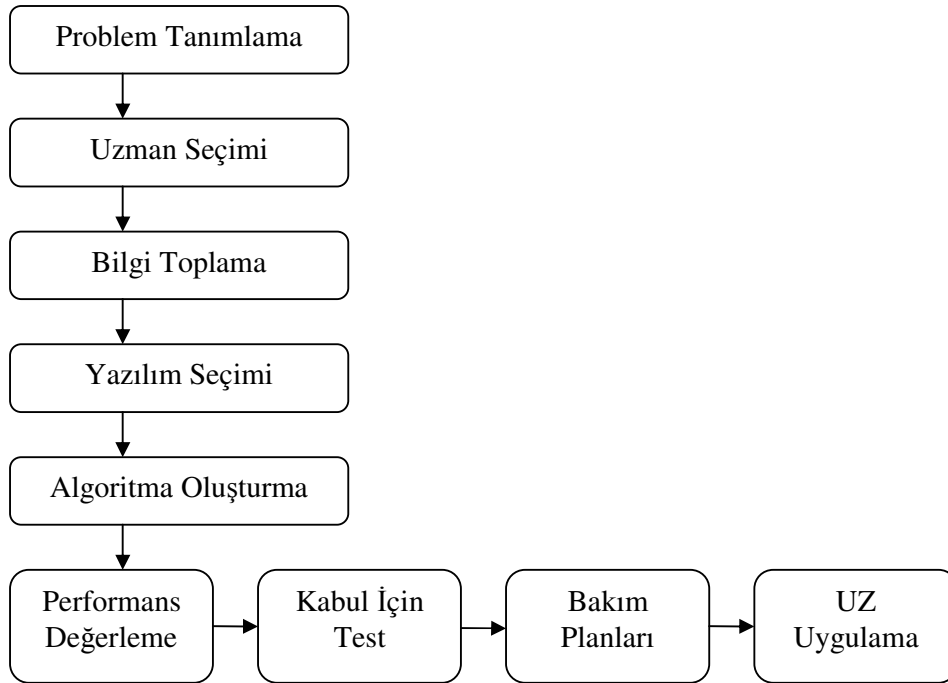 Problem Tanımlama
Uzman Seçimi
Bilgi Toplama
Yazılım Seçimi
Algoritma Oluşturma
Performans
Değerleme
Kabul İçin
Test
Bakım
Planları
UZ
Uygulama